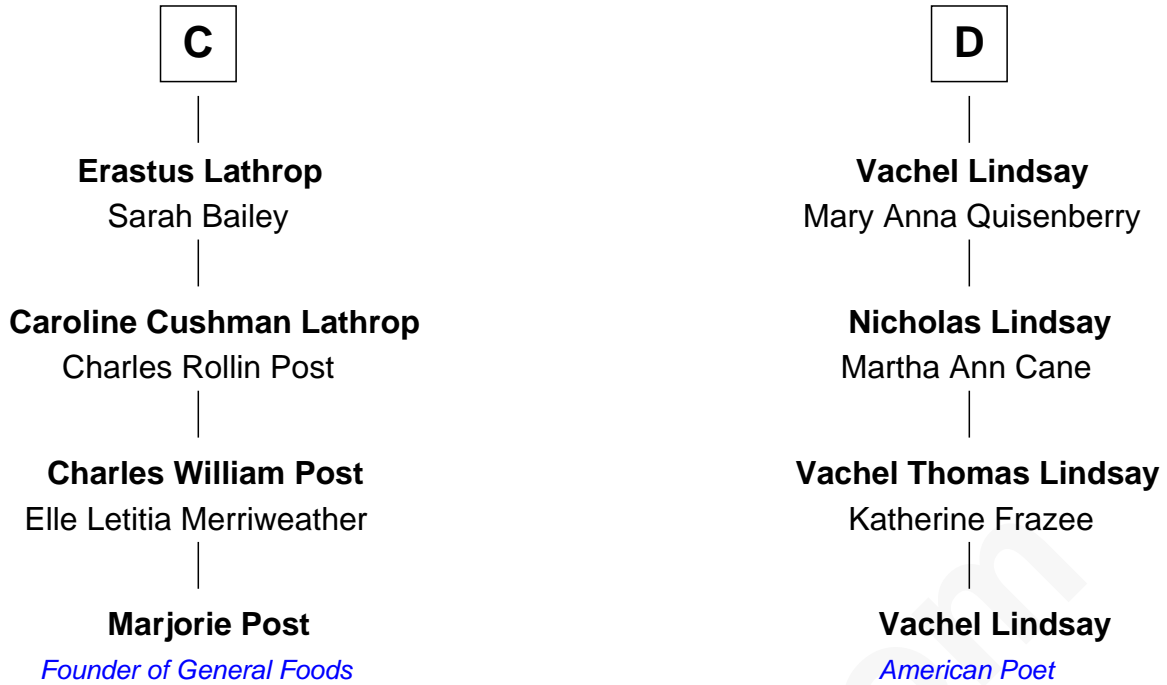 C
Erastus Lathrop
Sarah Bailey
Caroline Cushman Lathrop
Charles Rollin Post
Charles William Post
Elle Letitia Merriweather
Marjorie Post
Founder of General Foods
D
Vachel Lindsay
Mary Anna Quisenberry
Nicholas Lindsay
Martha Ann Cane
Vachel Thomas Lindsay
Katherine Frazee
Vachel Lindsay
American Poet